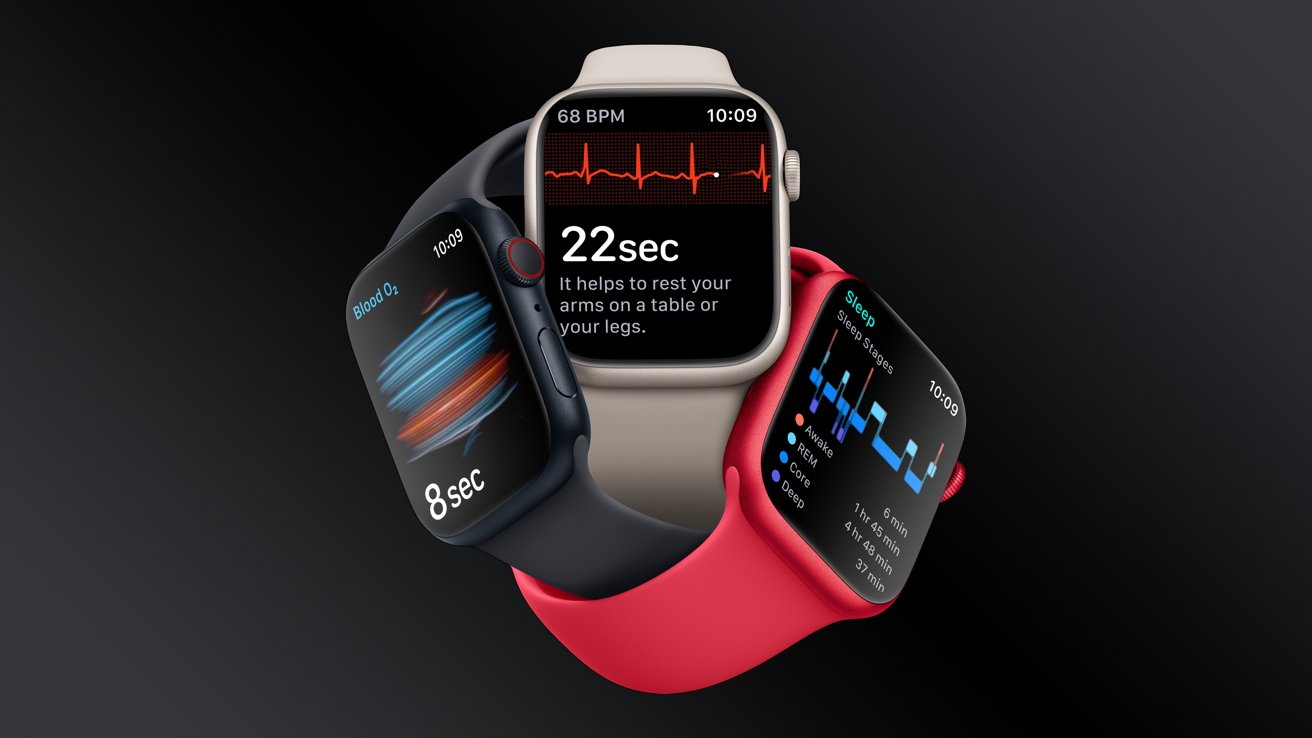 68 BPM 10:09
22sec
It helps to rest your
arms on a table or
your legs.
10:09
Blood O₂
8sec
Sleep
Sleep Stages
10:09
Awake 6 min
REM 1 hr 45 min
Core 4 hr 48 min
Deep 37 min